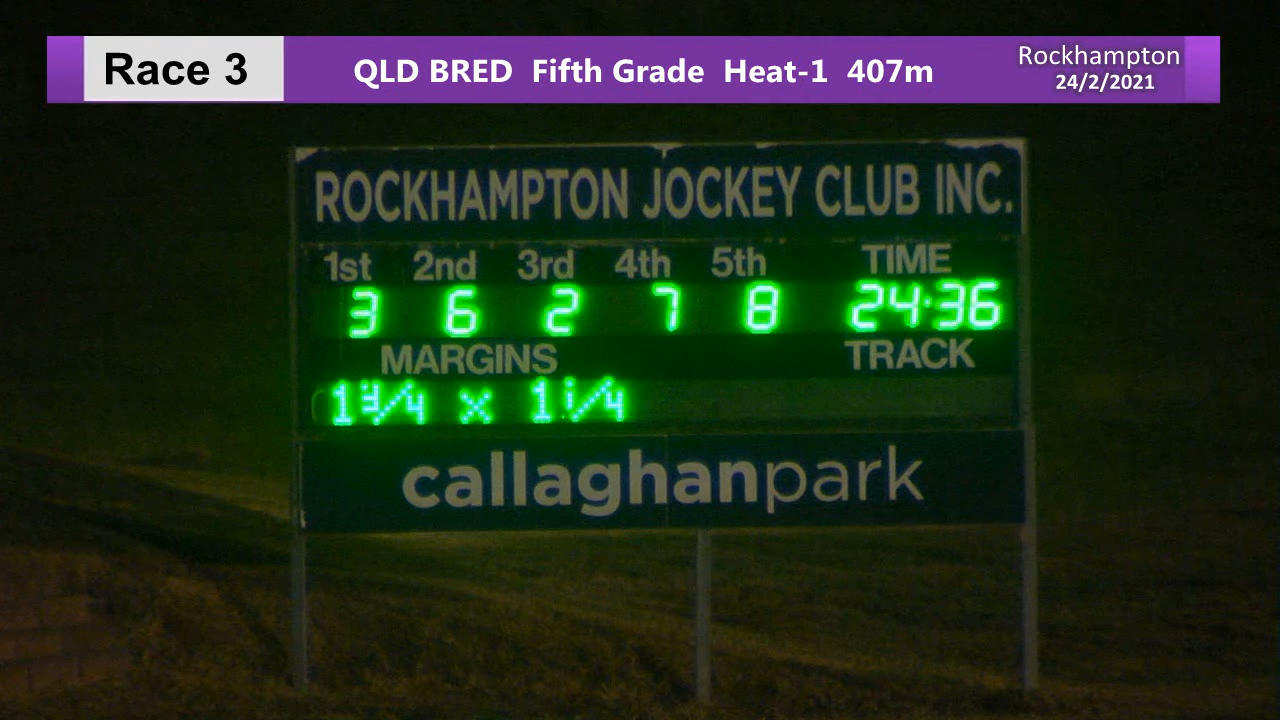 Race 3
QLD BRED Fifth Grade Heat-1 407m
Rockhampton
24/2/2021
ROCKHAMPTON JOCKEY CLUB INC.
1st 2nd 3rd 4th 5th TIME
3 6 2 7 8 24.36
MARGINS TRACK
1 3/4 x 1 1/4
callaghanpark